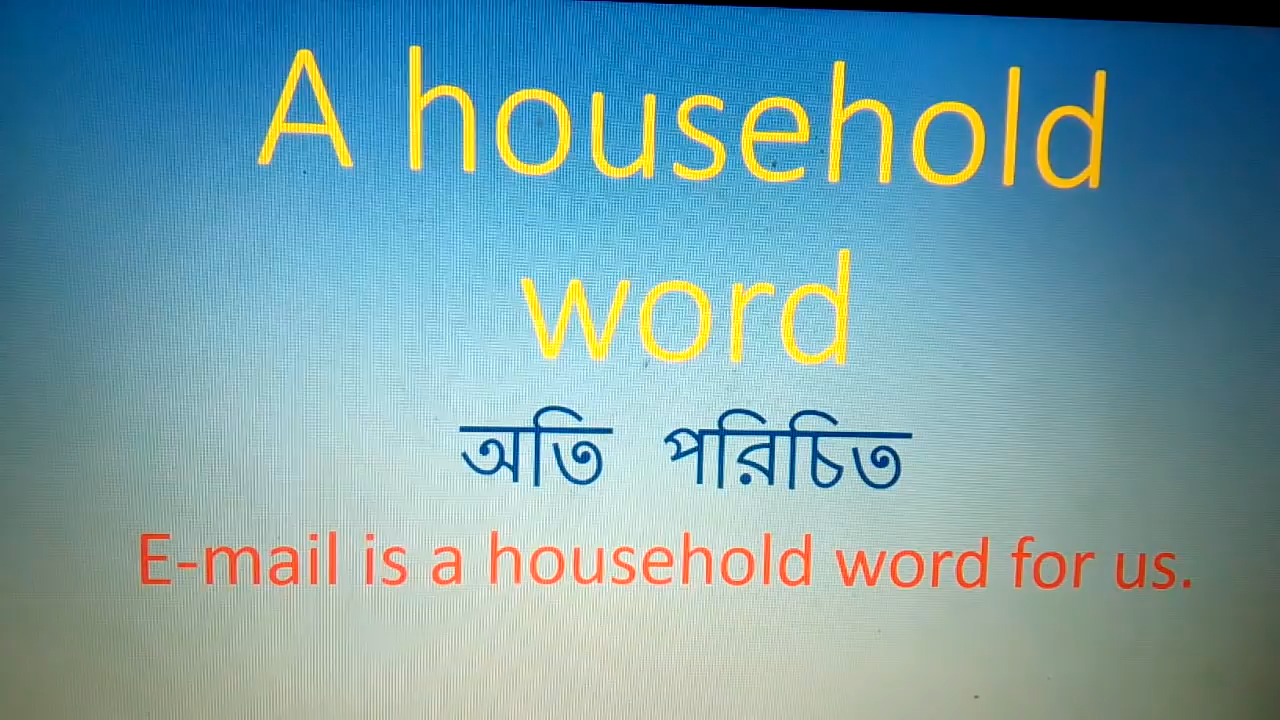 A household
word
অতি পরিচিত
E-mail is a household word for us.